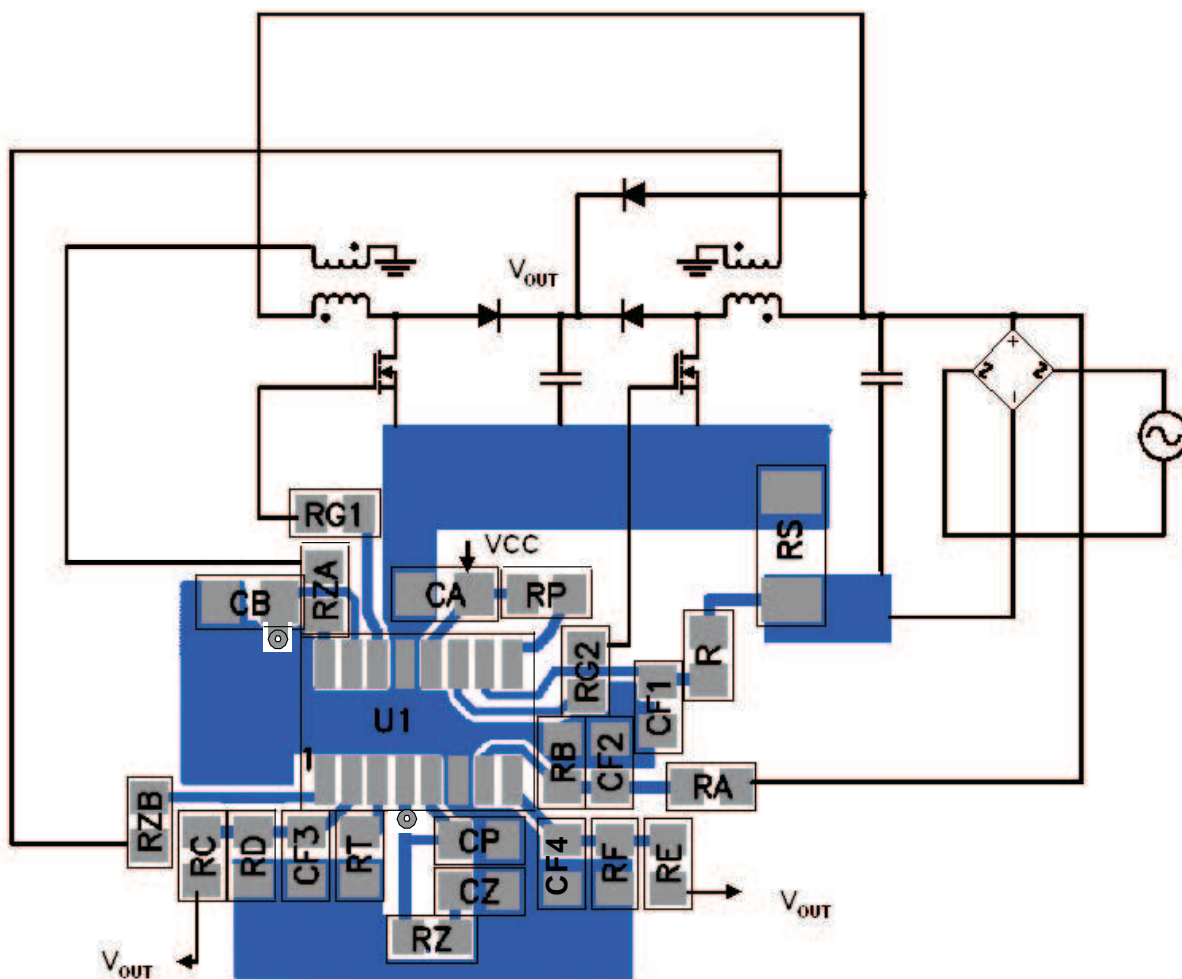 VOUT
RG1
VCC
RS
CB
RZA
CA
RP
RG2
CF1
R
U1
1
RB
CF2
RA
RZB
RC
RD
CF3
RT
CP
CZ
RZ
CF4
RF
RE
VOUT
VOUT